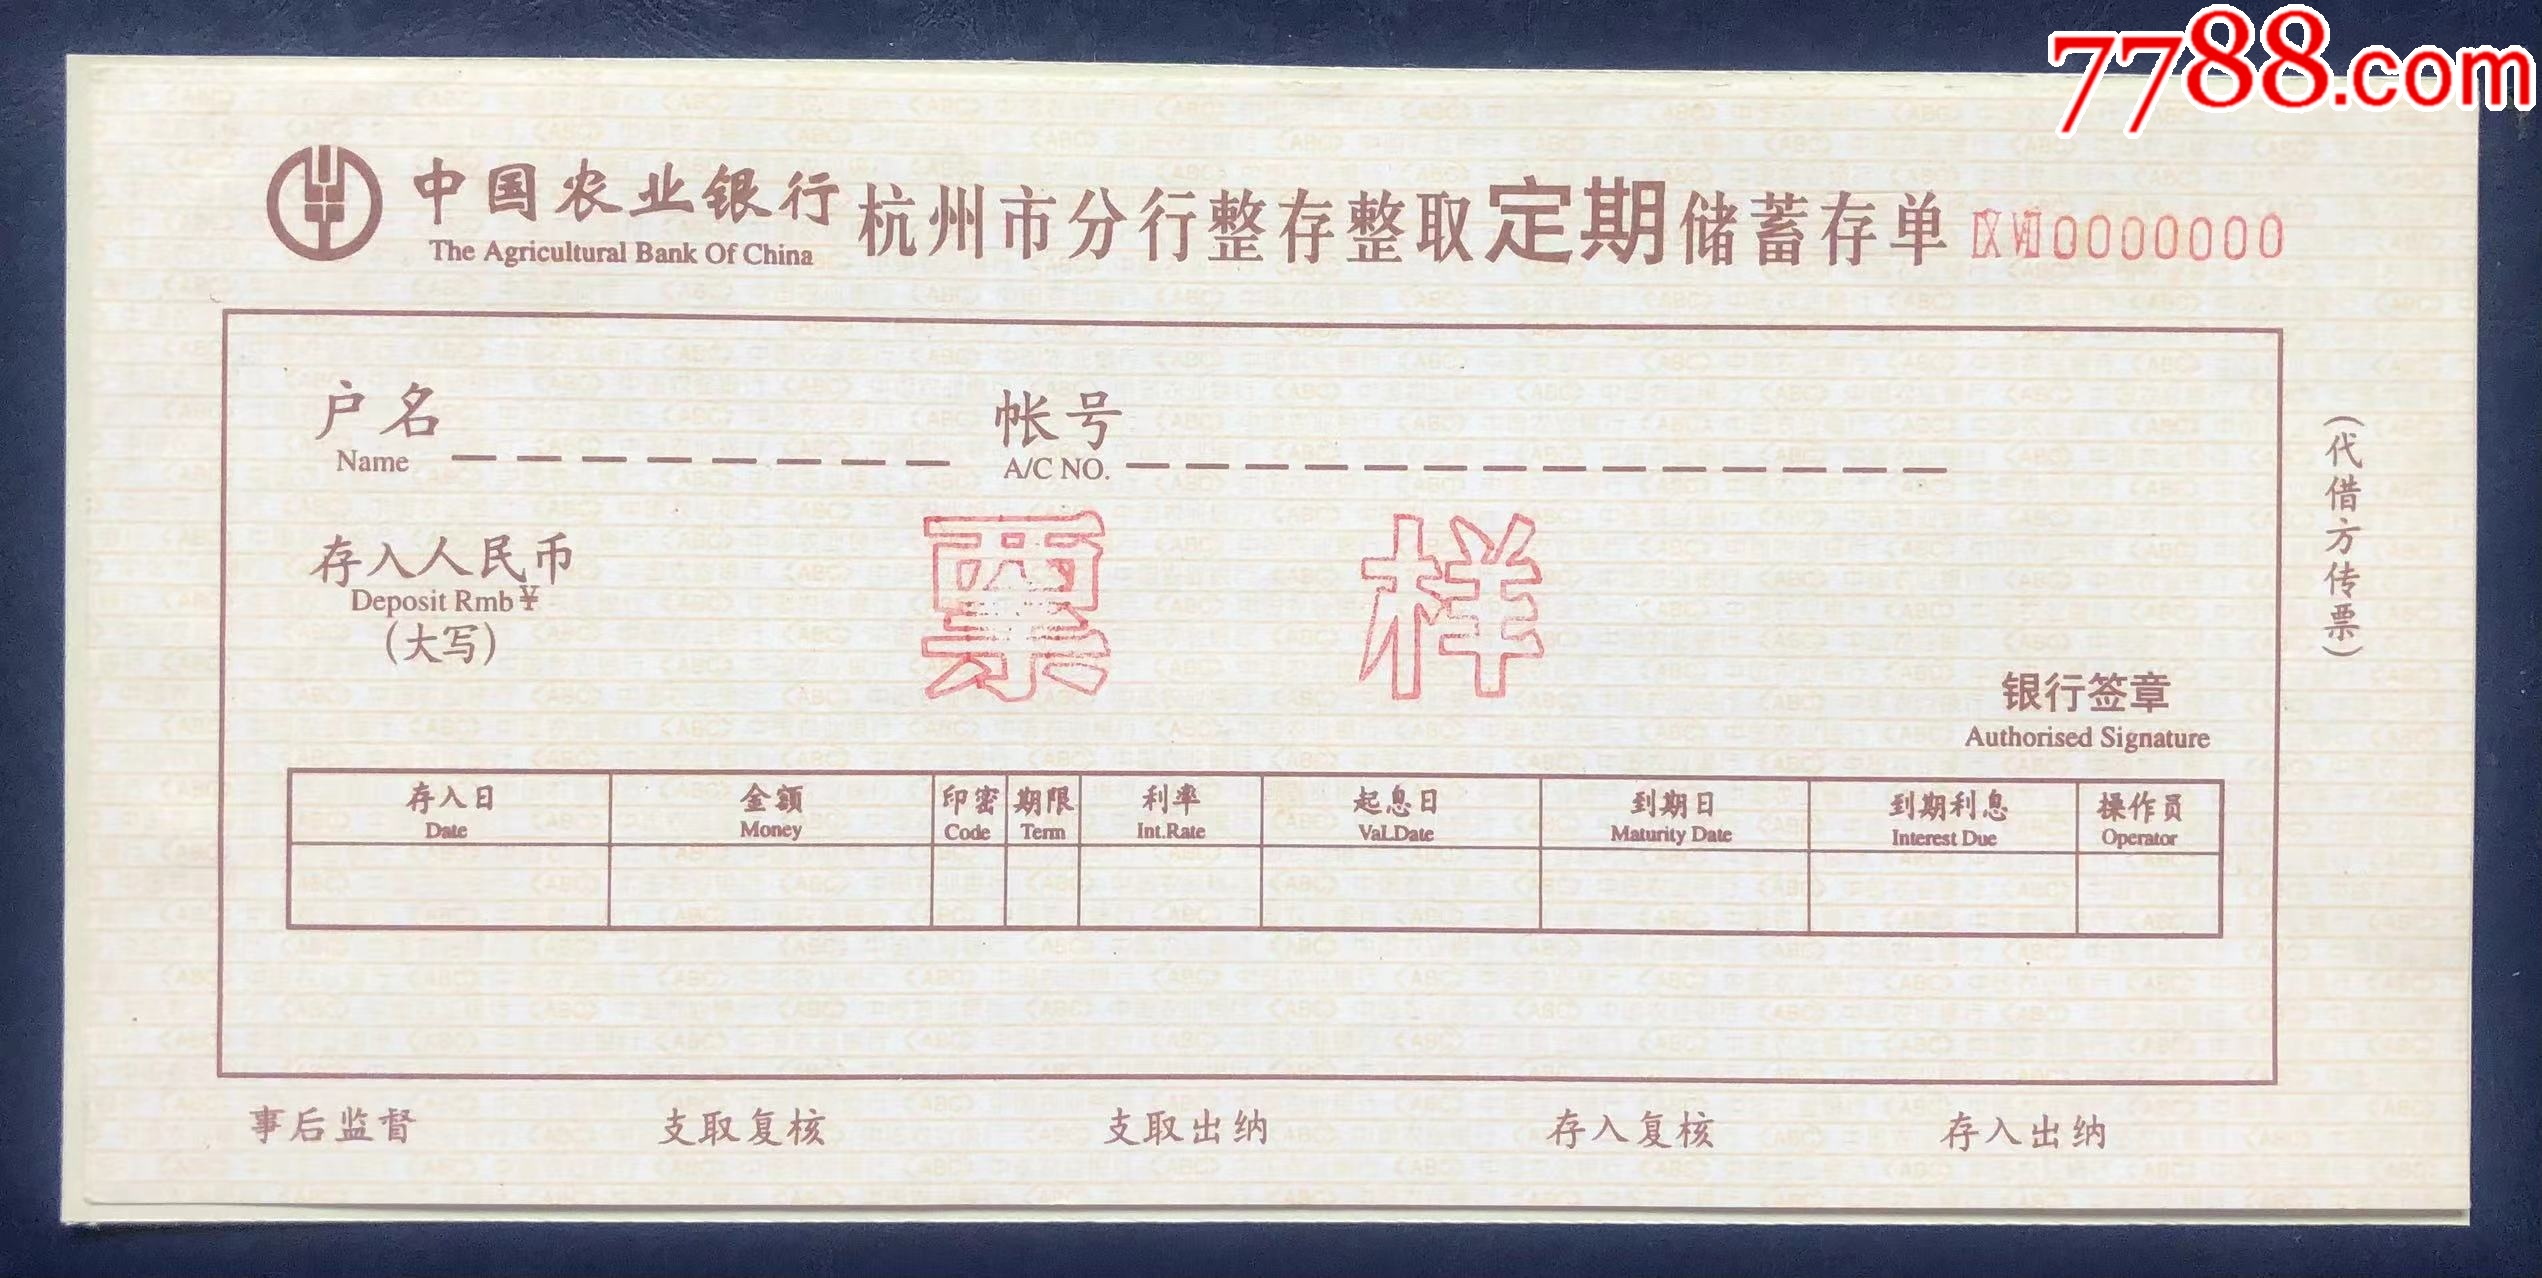 7788.com
中国农业银行杭州市分行整存整取定期储蓄存单 Ⅸ Ⅶ 0000000
The Agricultural Bank Of China
户名 帐号
Name A/C NO.
存入人民币
Deposit Rmb¥
(大写)
票 样
(代借方传票)
银行签章
Authorised Signature
存入日 金额 印密 期限 利率 起息日 到期日 到期利息 操作员
Date Money Code Term Int.Rate Val.Date Maturity Date Interest Due Operator
事后监督 支取复核 支取出纳 存入复核 存入出纳